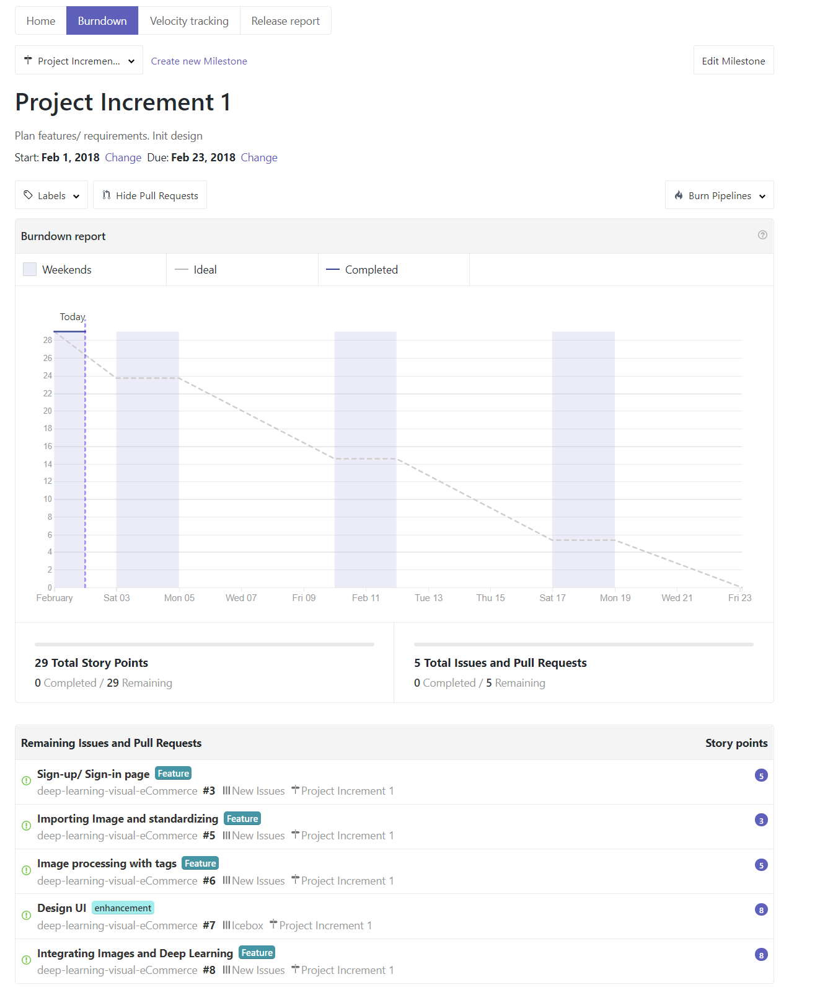 Home Burndown Velocity tracking Release report
Project Incremen... Create new Milestone Edit Milestone
Project Increment 1
Plan features/ requirements. Init design
Start: Feb 1, 2018 Change Due: Feb 23, 2018 Change
Labels Hide Pull Requests Burn Pipelines
Burndown report
Weekends Ideal Completed
Today
28
26
24
22
20
18
16
14
12
10
8
6
4
2
0
February Sat 03 Mon 05 Wed 07 Fri 09 Feb 11 Tue 13 Thu 15 Sat 17 Mon 19 Wed 21 Fri 23
29 Total Story Points
0 Completed / 29 Remaining
5 Total Issues and Pull Requests
0 Completed / 5 Remaining
Remaining Issues and Pull Requests Story points
Sign-up/ Sign-in page Feature 5
deep-learning-visual-eCommerce #3 New Issues Project Increment 1
Importing Image and standardizing Feature 3
deep-learning-visual-eCommerce #5 New Issues Project Increment 1
Image processing with tags Feature 5
deep-learning-visual-eCommerce #6 New Issues Project Increment 1
Design UI enhancement 8
deep-learning-visual-eCommerce #7 Icebox Project Increment 1
Integrating Images and Deep Learning Feature 8
deep-learning-visual-eCommerce #8 New Issues Project Increment 1